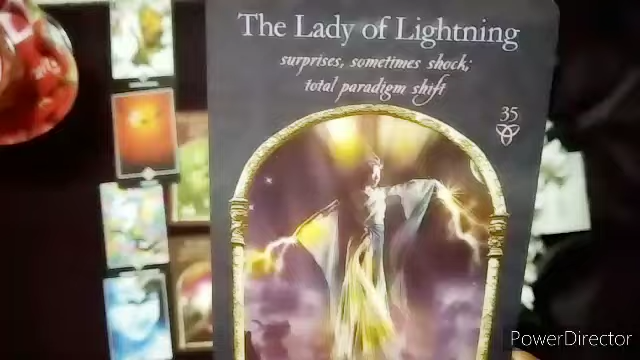 The Lady of Lightning
surprises, sometimes shock;
total paradigm shift
35
PowerDirector